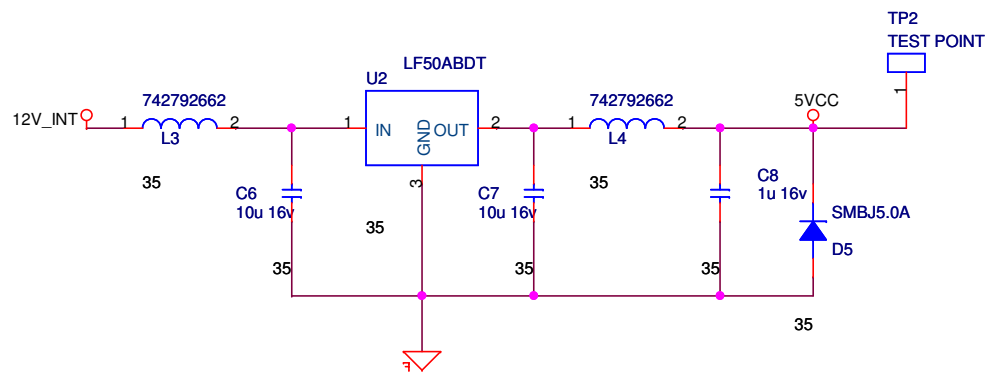 TP2
TEST POINT
1
LF50ABDT
U2
742792662
742792662
5VCC
12V_INT
1
2
L3
1
IN
GND
OUT
2
3
1
2
L4
35
C6
10u 16v
35
35
C7
10u 16v
35
35
C8
1u 16v
35
SMBJ5.0A
D5
35